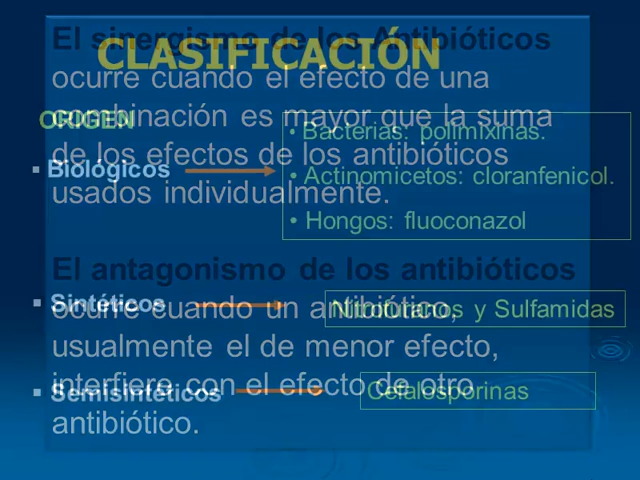 El sinergismo de los Antibióticos
ocurre cuando el efecto de una
combinación es mayor que la suma
de los efectos de los antibióticos
usados individualmente.
El antagonismo de los antibióticos
ocurre cuando un antibiótico,
usualmente el de menor efecto,
interfiere con el efecto de otro
antibiótico.
CLASIFICACIÓN
ORIGEN
▪ Biológicos
• Bacterias: polimixinas.
• Actinomicetos: cloranfenicol.
• Hongos: fluoconazol
▪ Sintéticos
Nitrofuranos y Sulfamidas
▪ Semisintéticos
Cefalosporinas